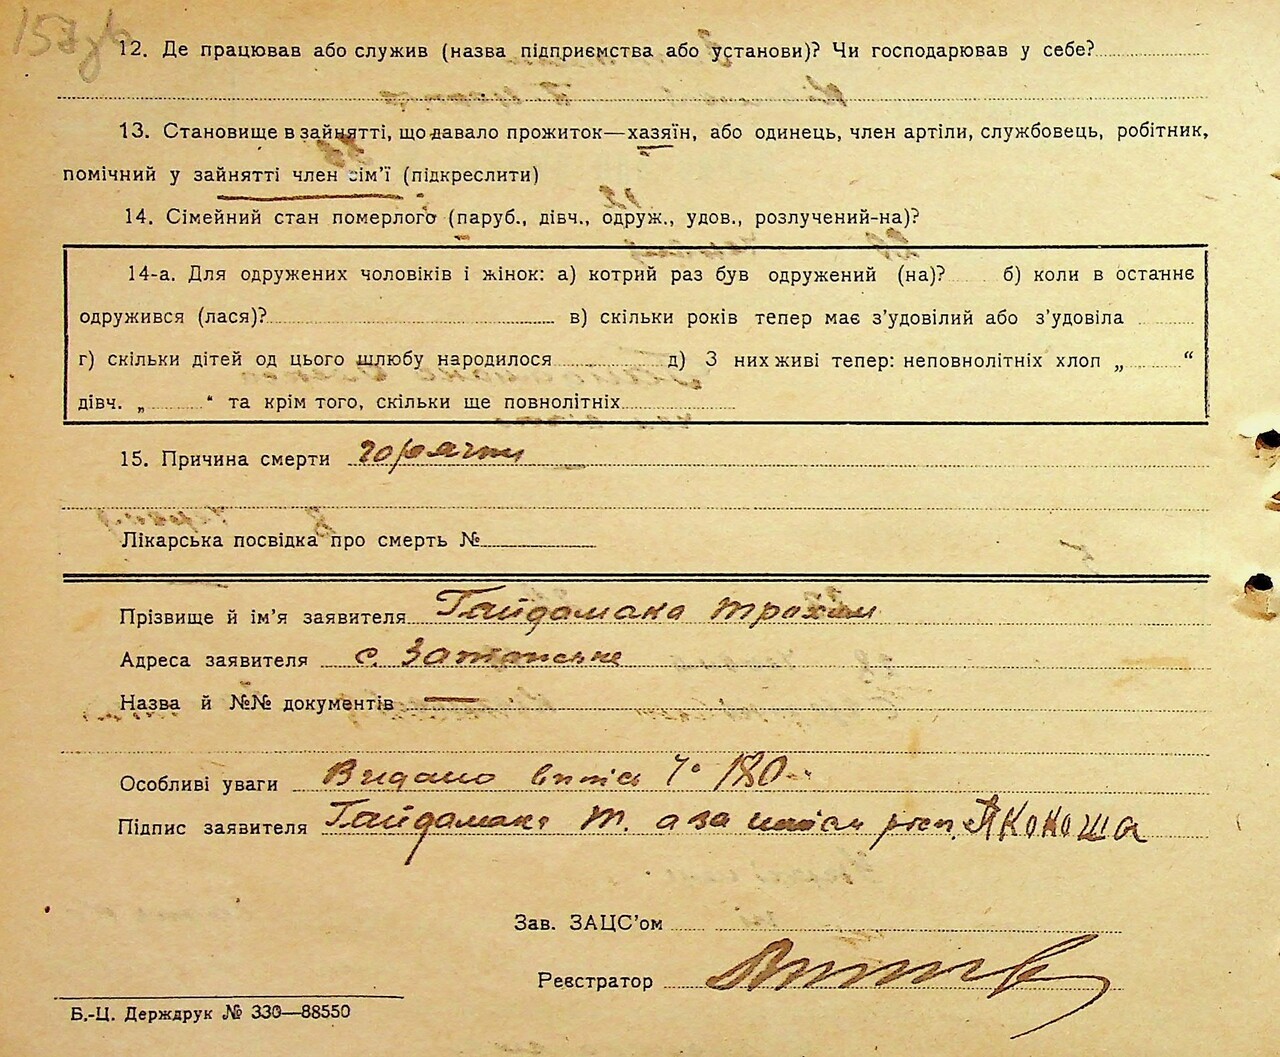 157зв
12. Де працював або служив (назва підприємства або установи)? Чи господарював у себе?
13. Становище в зайнятті, що давало прожиток—хазяїн, або одинець, член артіли, службовець, робітник,
помічний у зайнятті член сім’ї (підкреслити)
14. Сімейний стан померлого (паруб., дівч., одруж., удов., розлучений-на)?
14-а. Для одружених чоловіків і жінок: а) котрий раз був одружений (на)? б) коли в останнє
одружився (лася)? в) скільки років тепер має з’удовілий або з’удовіла
г) скільки дітей од цього шлюбу народилося д) З них живі тепер: неповнолітніх хлоп „ “
дівч. „ “ та крім того, скільки ще повнолітніх
15. Причина смерти горячки
Лікарська посвідка про смерть №
Прізвище й ім’я заявителя Гайдамака Трохим
Адреса заявителя с. Затонське
Назва й №№ документів —
Особливі уваги Видано випис № 180
Підпис заявителя Гайдамака Т. а за
Зав. ЗАЦС’ом
Реєстратор
Б.-Ц. Держдрук № 330—88550